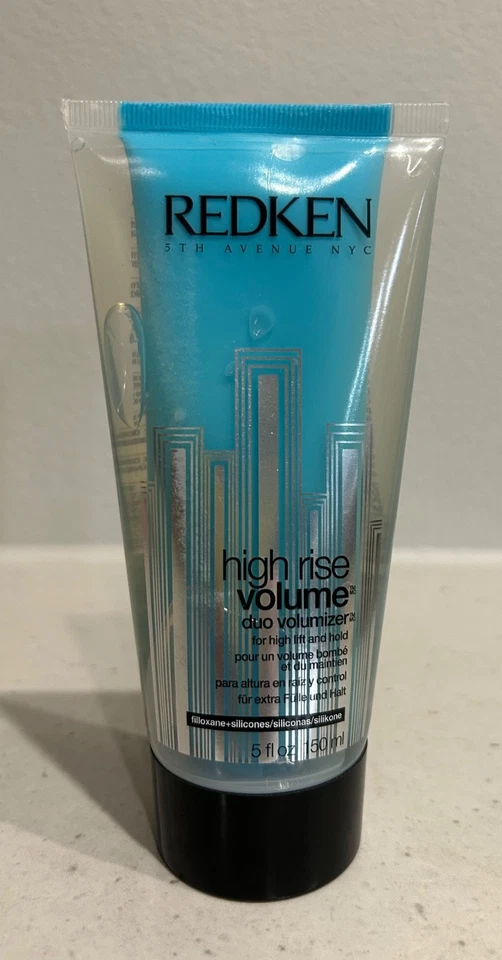 REDKEN
5TH AVENUE NYC
high rise
volume™
duo volumizer™
for high lift and hold
pour un volume bombé
et du maintien
para altura en raíz y control
für extra Fülle und Halt
filloxane+silicones/siliconas/silikone
5 fl oz 150 ml